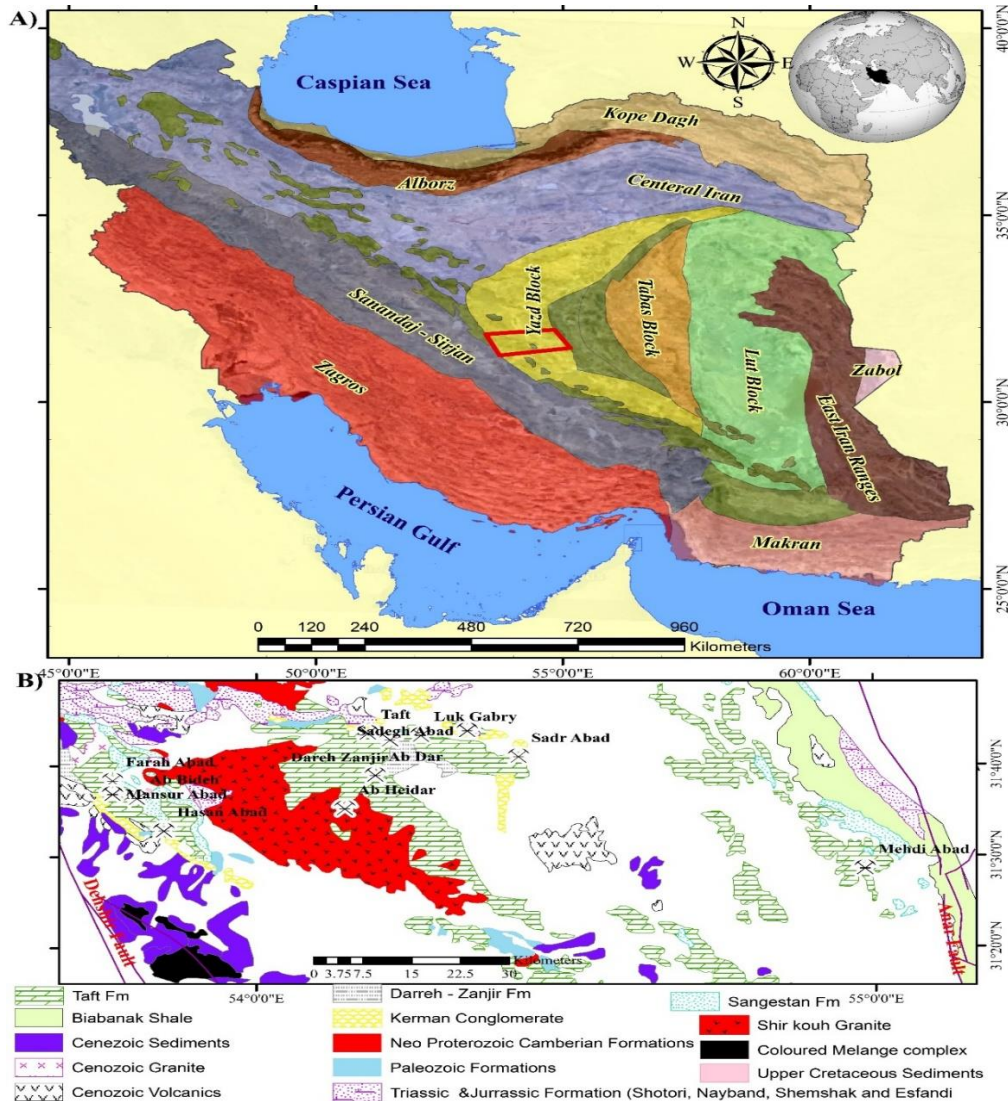 A)
N
W E
S
40°0'0"N
Caspian Sea
Kope Dagh
Alborz
Centeral Iran
35°0'0"N
Yazd Block
Tabas Block
Sanandaj - Sirjan
Zagros
Lut Block
Zabol
East Iran Ranges
30°0'0"N
Persian Gulf
Makran
Oman Sea
25°0'0"N
0 120 240 480 720 960
Kilometers
45°0'0"E 50°0'0"E 55°0'0"E 60°0'0"E
B)
Taft Luk Gabry
Sadegh Abad Sadr Abad
Farah Abad Dareh Zanjir Ab Dar
Ab Bideh Ab Heidar
Mansur Abad
Hasan Abad
Mehdi Abad
Dehshir Fault
Anar Fault
31°40'0"N
31°30'0"N
31°20'0"N
Kilometers
0 3.757.5 15 22.5 30
54°0'0"E 55°0'0"E
Taft Fm Darreh - Zanjir Fm Sangestan Fm
Biabanak Shale Kerman Conglomerate Shir kouh Granite
Cenezoic Sediments Neo Proterozoic Camberian Formations Coloured Melange complex
Cenozoic Granite Paleozoic Formations Upper Cretaceous Sediments
Cenozoic Volcanics Triassic &Jurrassic Formation (Shotori, Nayband, Shemshak and Esfandi